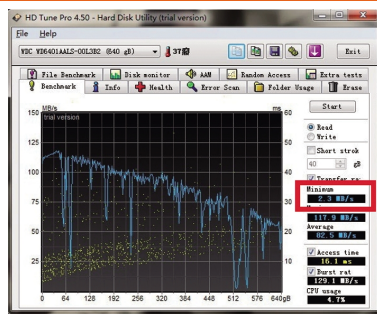 HD Tune Pro 4.50 - Hard Disk Utility (trial version)
File Help
WDC WD6401AALS-00L3B2 (640 gB) 37 Exit
File Benchmark Disk monitor AAM Random Access Extra tests
Benchmark Info Health Error Scan Folder Usage Erase
Start
MB/s ms
trial version
150 60
125 50
100 40
75 30
50 20
25 10
0 64 128 192 256 320 384 448 512 576 640gB
Read
Write
Short strok
40 gB
Transfer ra
Minimum
2.3 MB/s
117.9 MB/s
Average
82.5 MB/s
Access time
16.1 ms
Burst rat
129.1 MB/s
CPU usage
4.7%